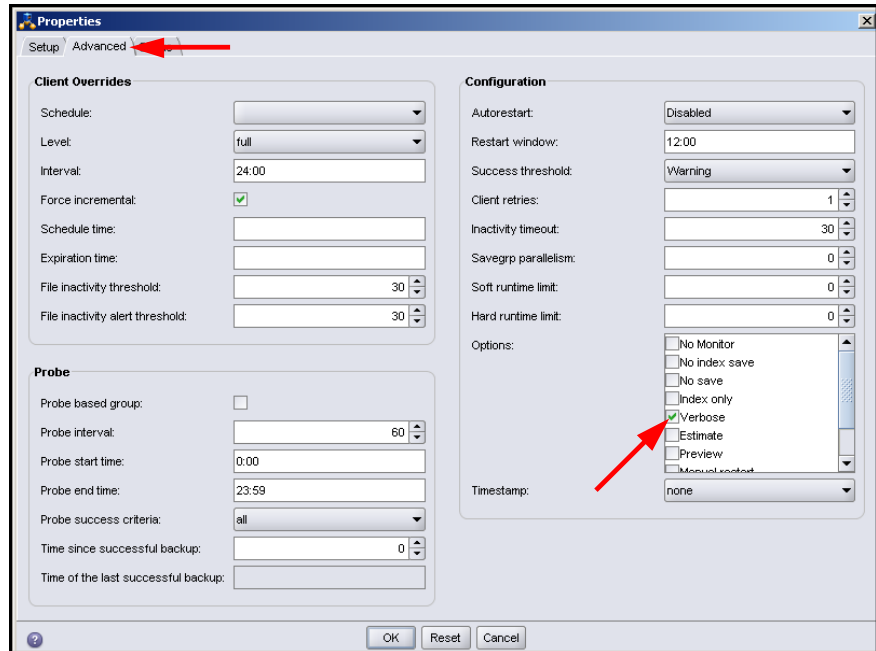 Properties
Setup
Advanced
Client Overrides
Schedule:
Level: full
Interval: 24:00
Force incremental:
Schedule time:
Expiration time:
File inactivity threshold: 30
File inactivity alert threshold: 30
Probe
Probe based group:
Probe interval: 60
Probe start time: 0:00
Probe end time: 23:59
Probe success criteria: all
Time since successful backup: 0
Time of the last successful backup:
Configuration
Autorestart: Disabled
Restart window: 12:00
Success threshold: Warning
Client retries: 1
Inactivity timeout: 30
Savegrp parallelism: 0
Soft runtime limit: 0
Hard runtime limit: 0
Options:
No Monitor
No index save
No save
Index only
Verbose
Estimate
Preview
Manual restart
Timestamp: none
?
OK
Reset
Cancel